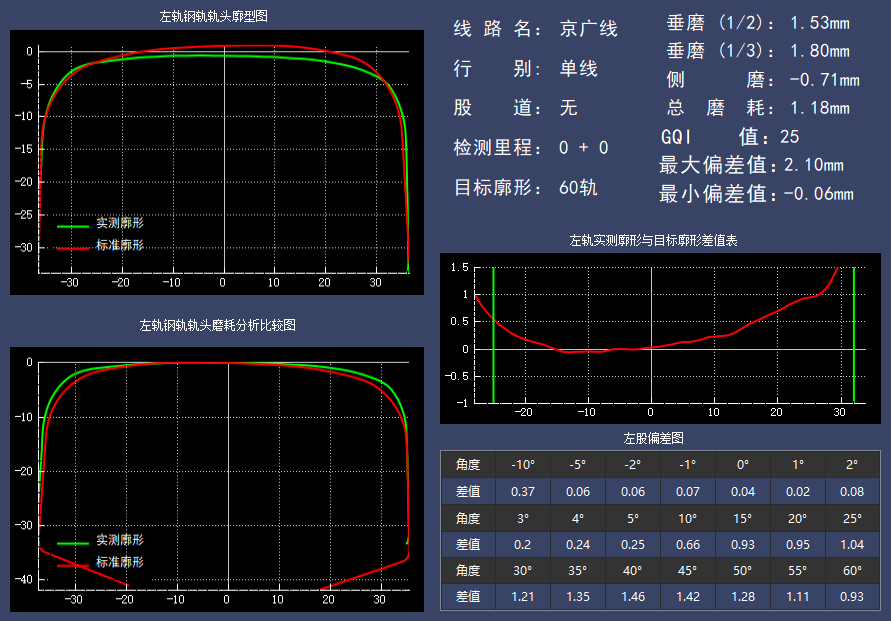 左轨钢轨轨头廓型图
0
-5
-10
-15
-20
-25
-30
实测廓形
标准廓形
-30 -20 -10 0 10 20 30
左轨钢轨轨头磨耗分析比较图
0
-10
-20
-30
-40
实测廓形
标准廓形
-30 -20 -10 0 10 20 30
线 路 名： 京广线
行 别： 单线
股 道： 无
检测里程： 0 + 0
目标廓形： 60轨
垂磨 (1/2)： 1.53mm
垂磨 (1/3)： 1.80mm
侧 磨： -0.71mm
总 磨 耗： 1.18mm
GQI 值：25
最大偏差值：2.10mm
最小偏差值：-0.06mm
左轨实测廓形与目标廓形差值表
1.5
1
0.5
0
-0.5
-1
-20 -10 0 10 20 30
左股偏差图
角度 -10° -5° -2° -1° 0° 1° 2°
差值 0.37 0.06 0.06 0.07 0.04 0.02 0.08
角度 3° 4° 5° 10° 15° 20° 25°
差值 0.2 0.24 0.25 0.66 0.93 0.95 1.04
角度 30° 35° 40° 45° 50° 55° 60°
差值 1.21 1.35 1.46 1.42 1.28 1.11 0.93